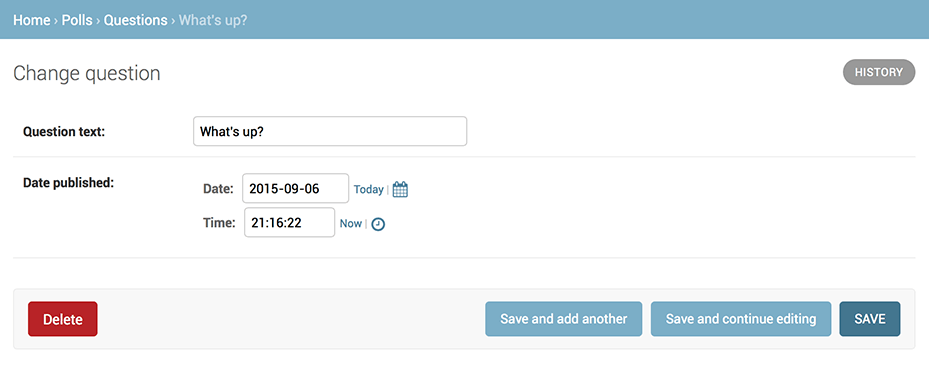 Home › Polls › Questions › What's up?
Change question
HISTORY
Question text: What's up?
Date published: Date: 2015-09-06 Today |
Time: 21:16:22 Now |
Delete Save and add another Save and continue editing SAVE